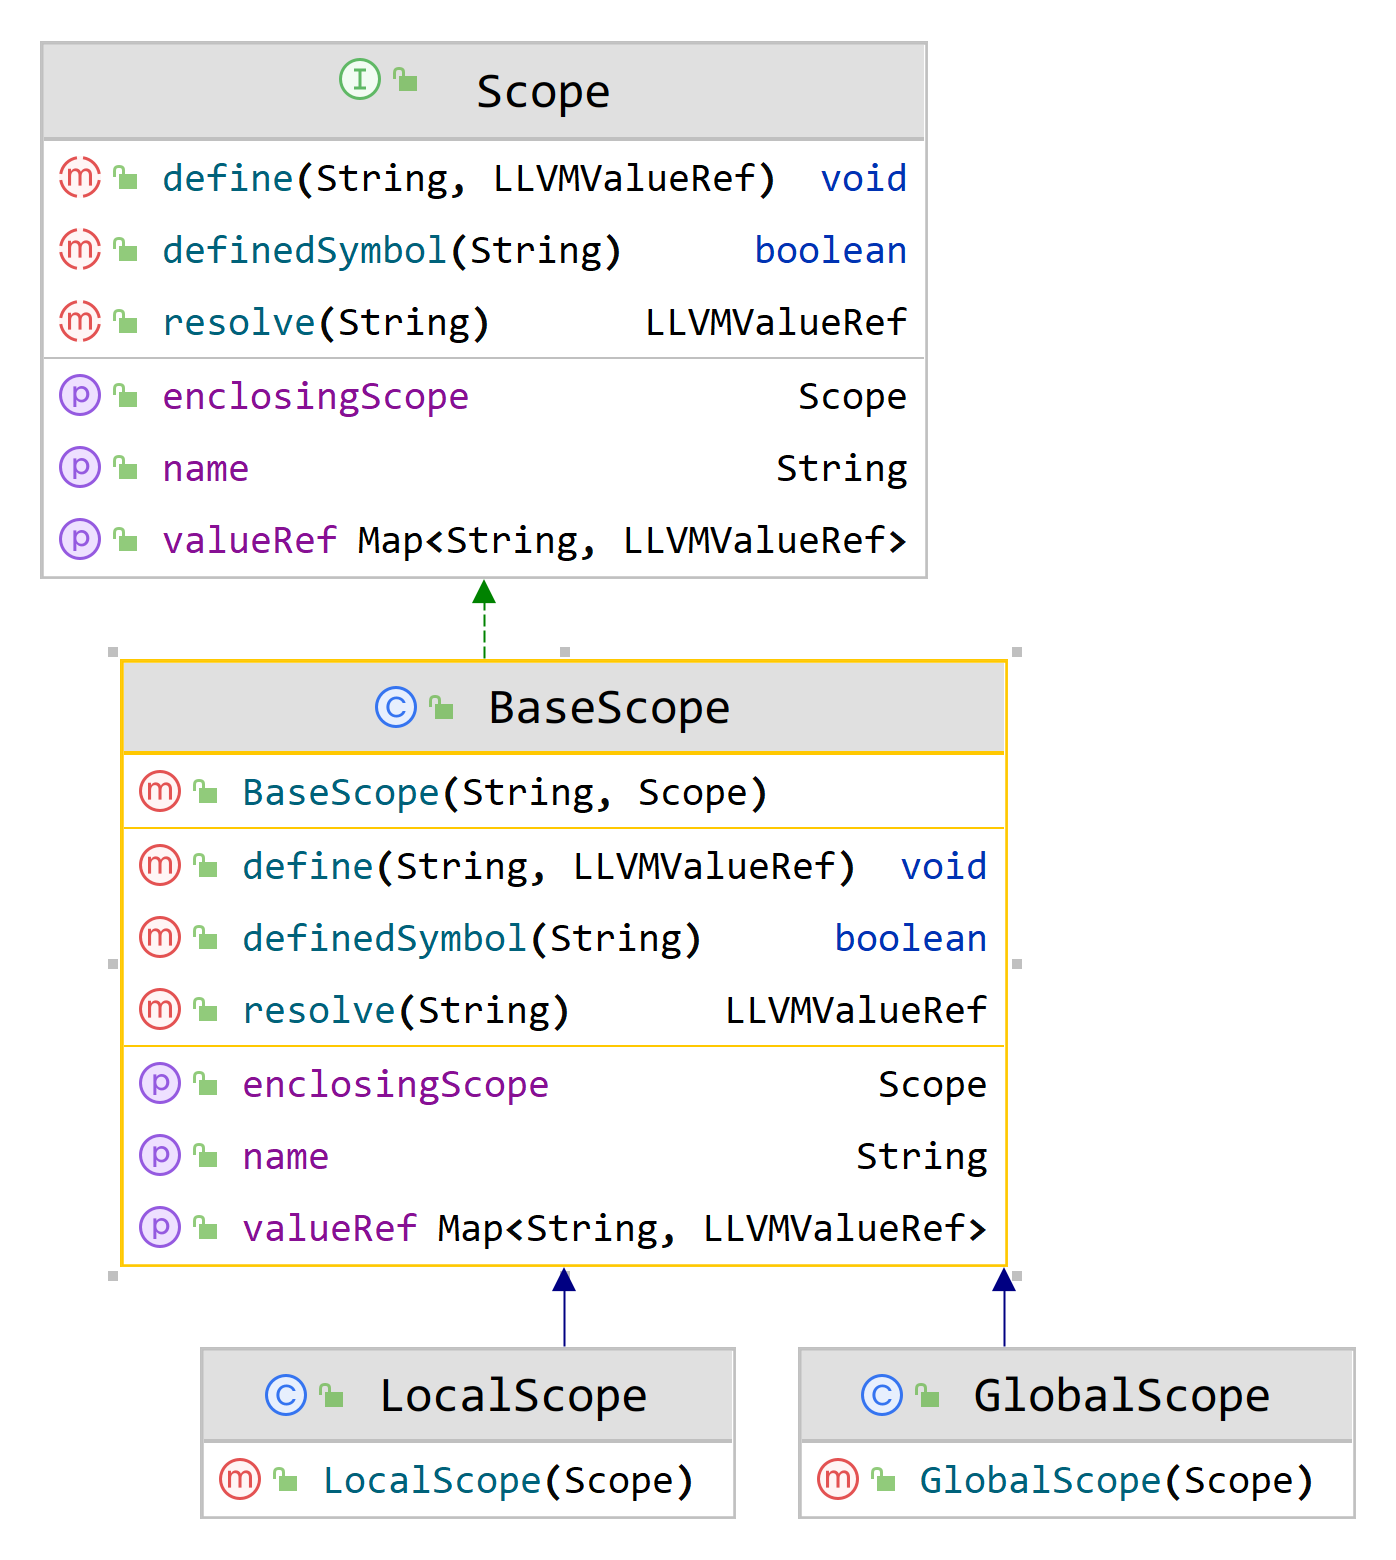 I Scope
m define(String, LLVMValueRef) void
m definedSymbol(String) boolean
m resolve(String) LLVMValueRef
p enclosingScope Scope
p name String
p valueRef Map<String, LLVMValueRef>
C BaseScope
m BaseScope(String, Scope)
m define(String, LLVMValueRef) void
m definedSymbol(String) boolean
m resolve(String) LLVMValueRef
p enclosingScope Scope
p name String
p valueRef Map<String, LLVMValueRef>
C LocalScope
m LocalScope(Scope)
C GlobalScope
m GlobalScope(Scope)